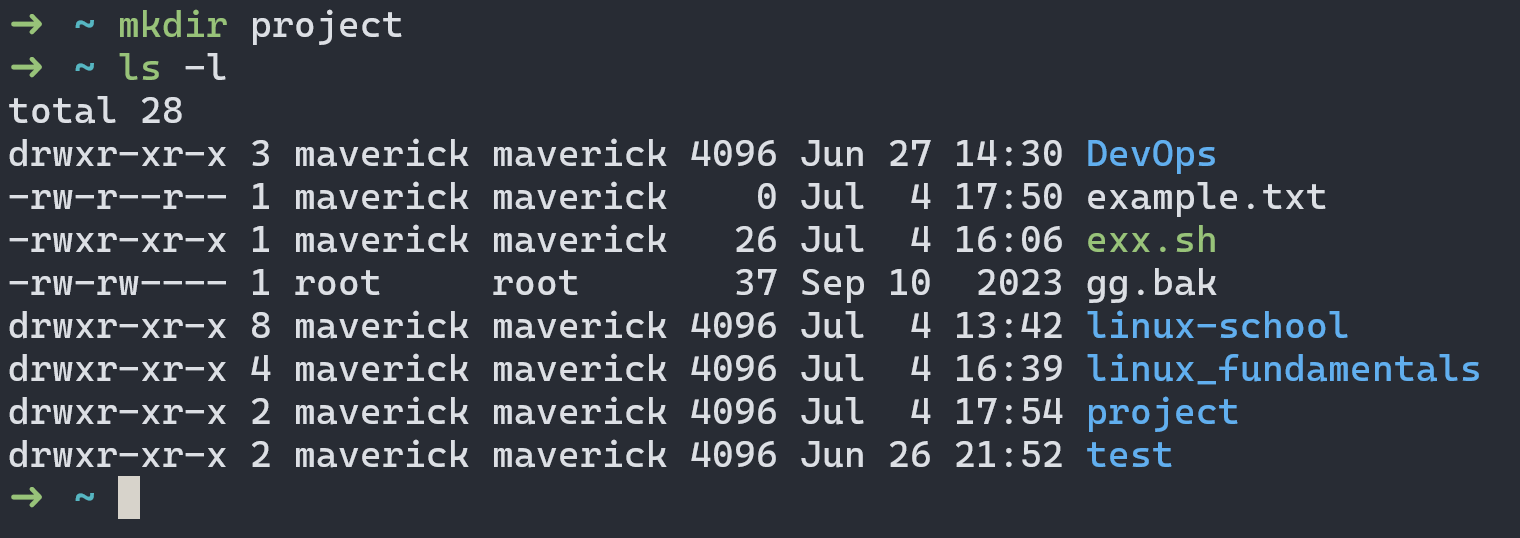 ➜ ~ mkdir project
➜ ~ ls -l
total 28
drwxr-xr-x 3 maverick maverick 4096 Jun 27 14:30 DevOps
-rw-r--r-- 1 maverick maverick    0 Jul  4 17:50 example.txt
-rwxr-xr-x 1 maverick maverick   26 Jul  4 16:06 exx.sh
-rw-rw---- 1 root     root       37 Sep 10  2023 gg.bak
drwxr-xr-x 8 maverick maverick 4096 Jul  4 13:42 linux-school
drwxr-xr-x 4 maverick maverick 4096 Jul  4 16:39 linux_fundamentals
drwxr-xr-x 2 maverick maverick 4096 Jul  4 17:54 project
drwxr-xr-x 2 maverick maverick 4096 Jun 26 21:52 test
➜ ~